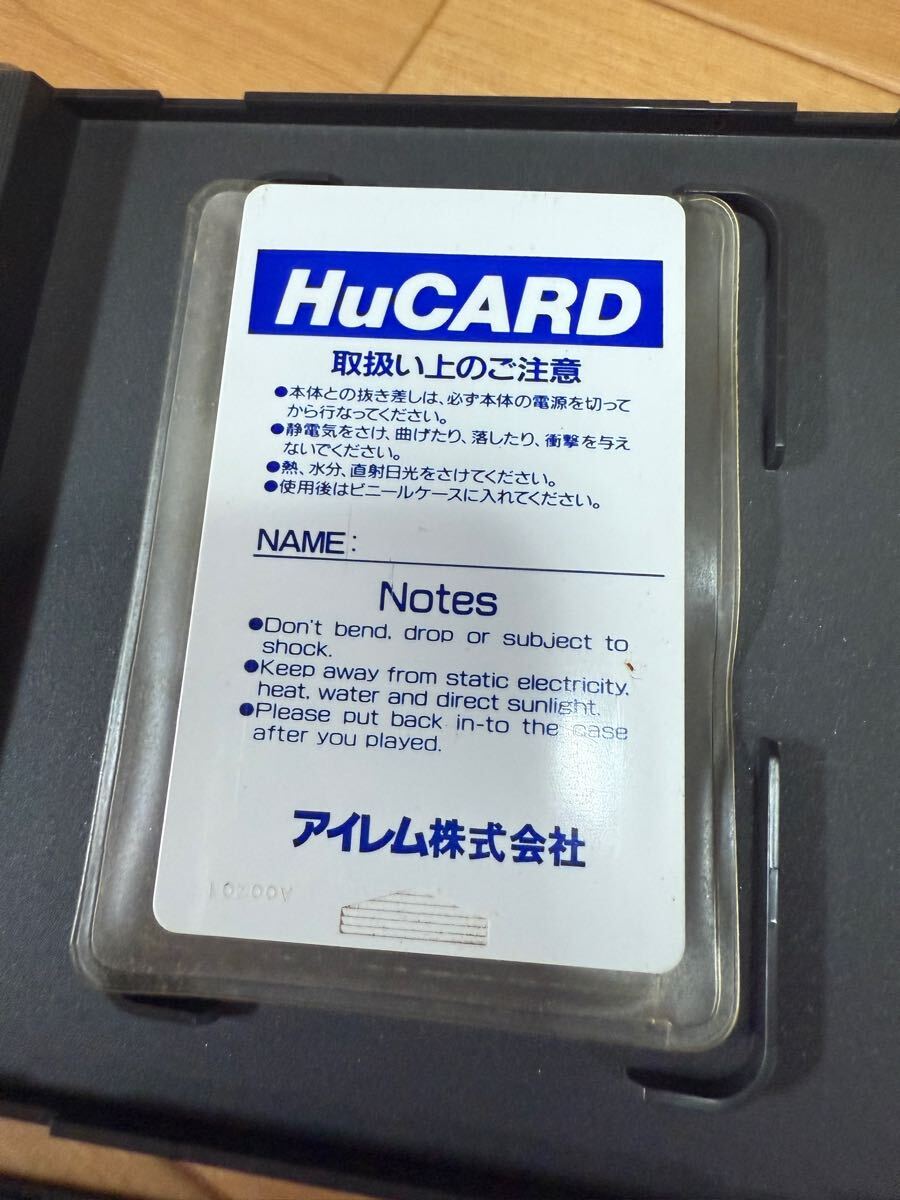 HuCARD
取扱い上のご注意
●本体との抜き差しは、必ず本体の電源を切って
から行なってください。
●静電気をさけ、曲げたり、落したり、衝撃を与え
ないでください。
●熱、水分、直射日光をさけてください。
●使用後はビニールケースに入れてください。
NAME:
Notes
●Don't bend, drop or subject to
shock.
●Keep away from static electricity,
heat, water and direct sunlight.
●Please put back in-to the case
after you played.
アイレム株式会社